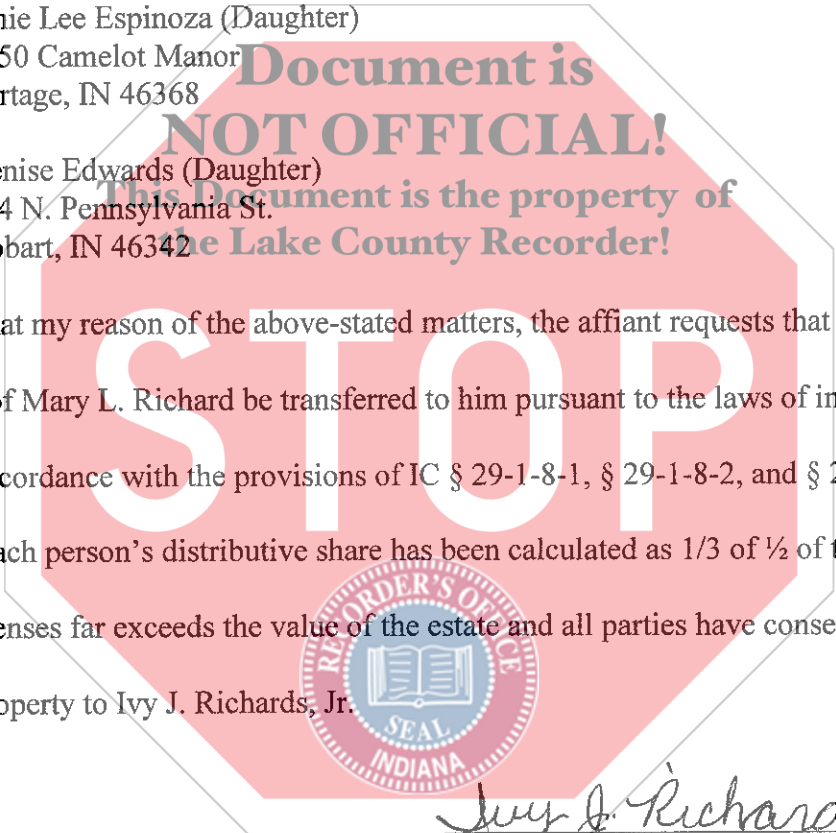 nie Lee Espinoza (Daughter)
50 Camelot Manor
rtage, IN 46368
Document is
NOT OFFICIAL!
This Document is the property of
the Lake County Recorder!
enise Edwards (Daughter)
4 N. Pennsylvania St.
obart, IN 46342
STOP
at my reason of the above-stated matters, the affiant requests that
of Mary L. Richard be transferred to him pursuant to the laws of in
cordance with the provisions of IC § 29-1-8-1, § 29-1-8-2, and § 2
ach person's distributive share has been calculated as 1/3 of ½ of t
enses far exceeds the value of the estate and all parties have conse
operty to Ivy J. Richards, Jr.
RECORDER'S OFFICE
SEAL
INDIANA
Ivy J. Richard